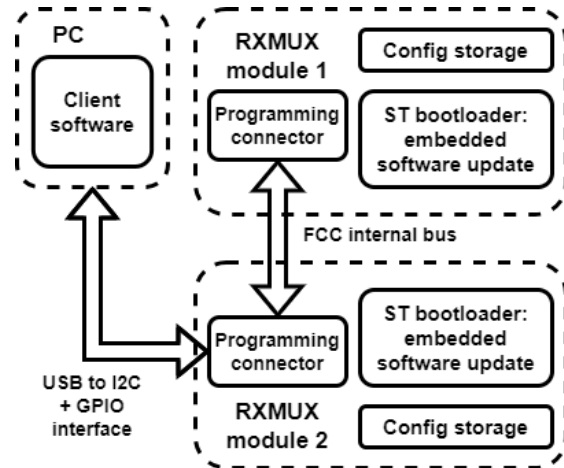 PC
Client
software
RXMUX
module 1
Config storage
Programming
connector
ST bootloader:
embedded
software update
FCC internal bus
Programming
connector
ST bootloader:
embedded
software update
USB to I2C
+ GPIO
interface
RXMUX
module 2
Config storage